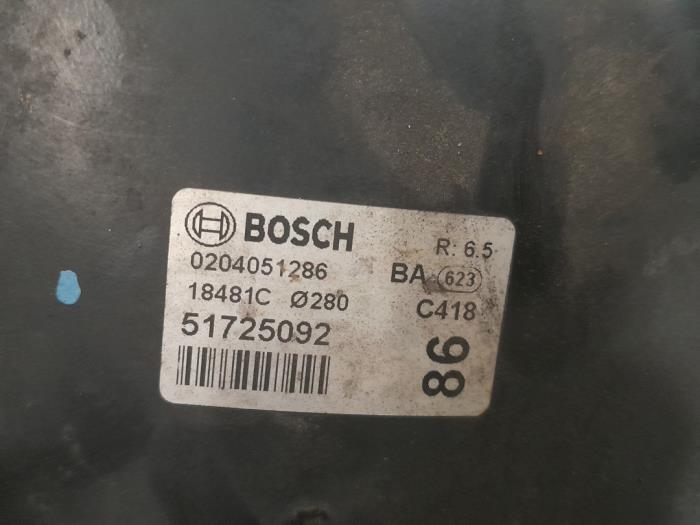 BOSCH R: 6.5
0204051286 BA 623
18481C Ø280 C418
51725092
86